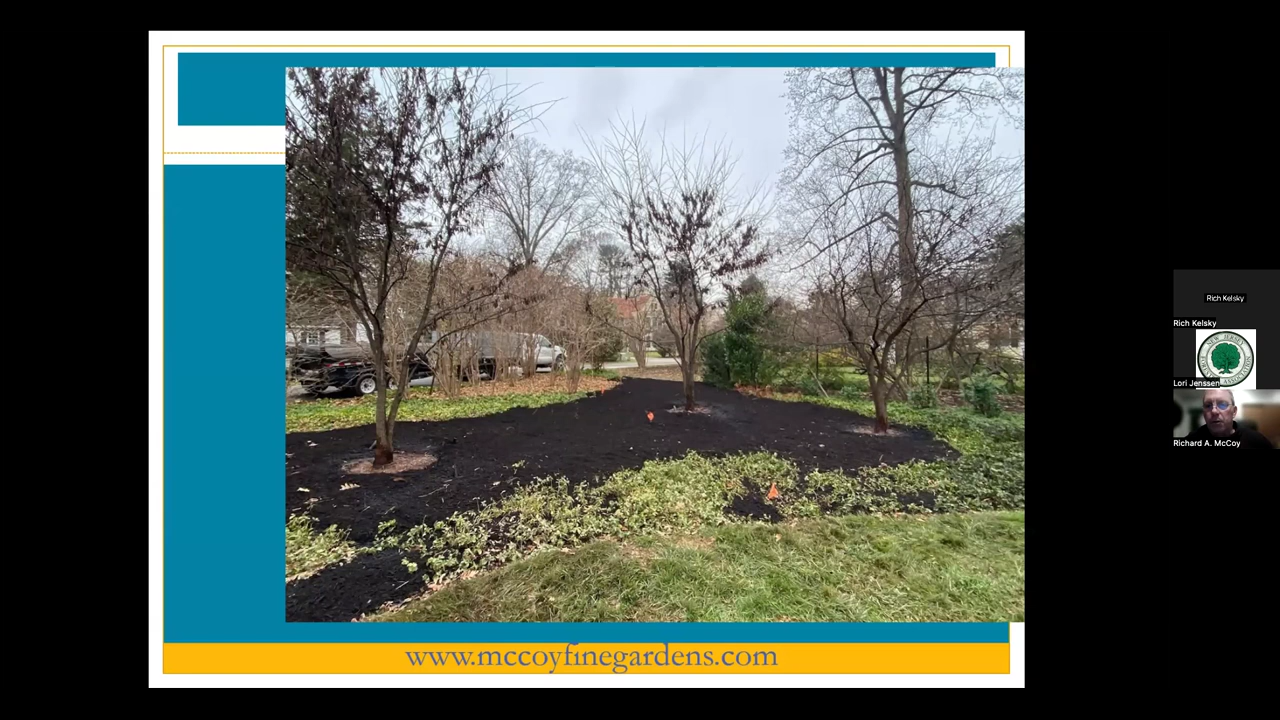 www.mccoyfinegardens.com
Rich Kelsky
Rich Kelsky
Lori Jenssen
Richard A. McCoy